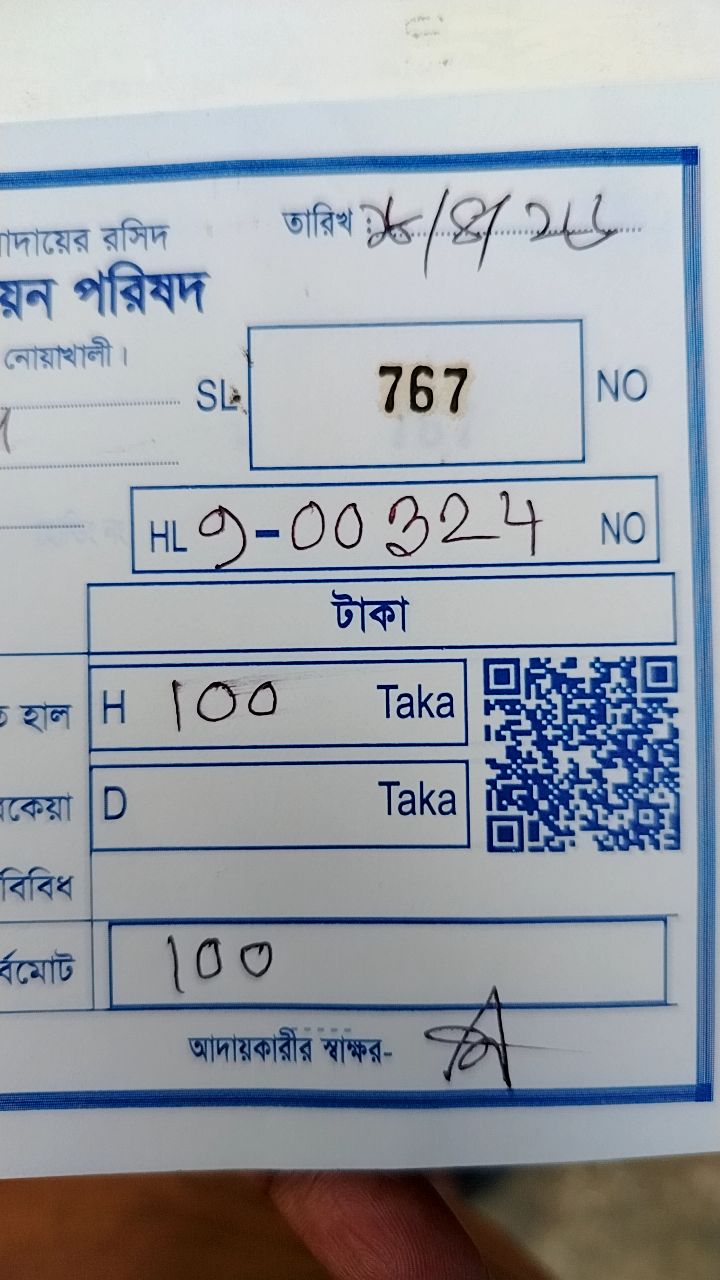 দায়ের রসিদ
তারিখ :
য়ন পরিষদ
নোয়াখালী।
SL. 767 NO
HL 9-00324 NO
টাকা
হাল H 100 Taka
কেয়া D Taka
বিবিধ
র্বমোট 100
আদায়কারীর স্বাক্ষর-